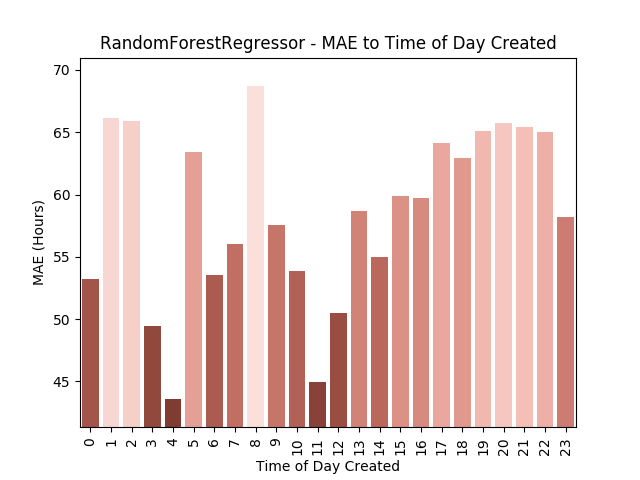 RandomForestRegressor - MAE to Time of Day Created
MAE (Hours)
70
65
60
55
50
45
0 1 2 3 4 5 6 7 8 9 10 11 12 13 14 15 16 17 18 19 20 21 22 23
Time of Day Created